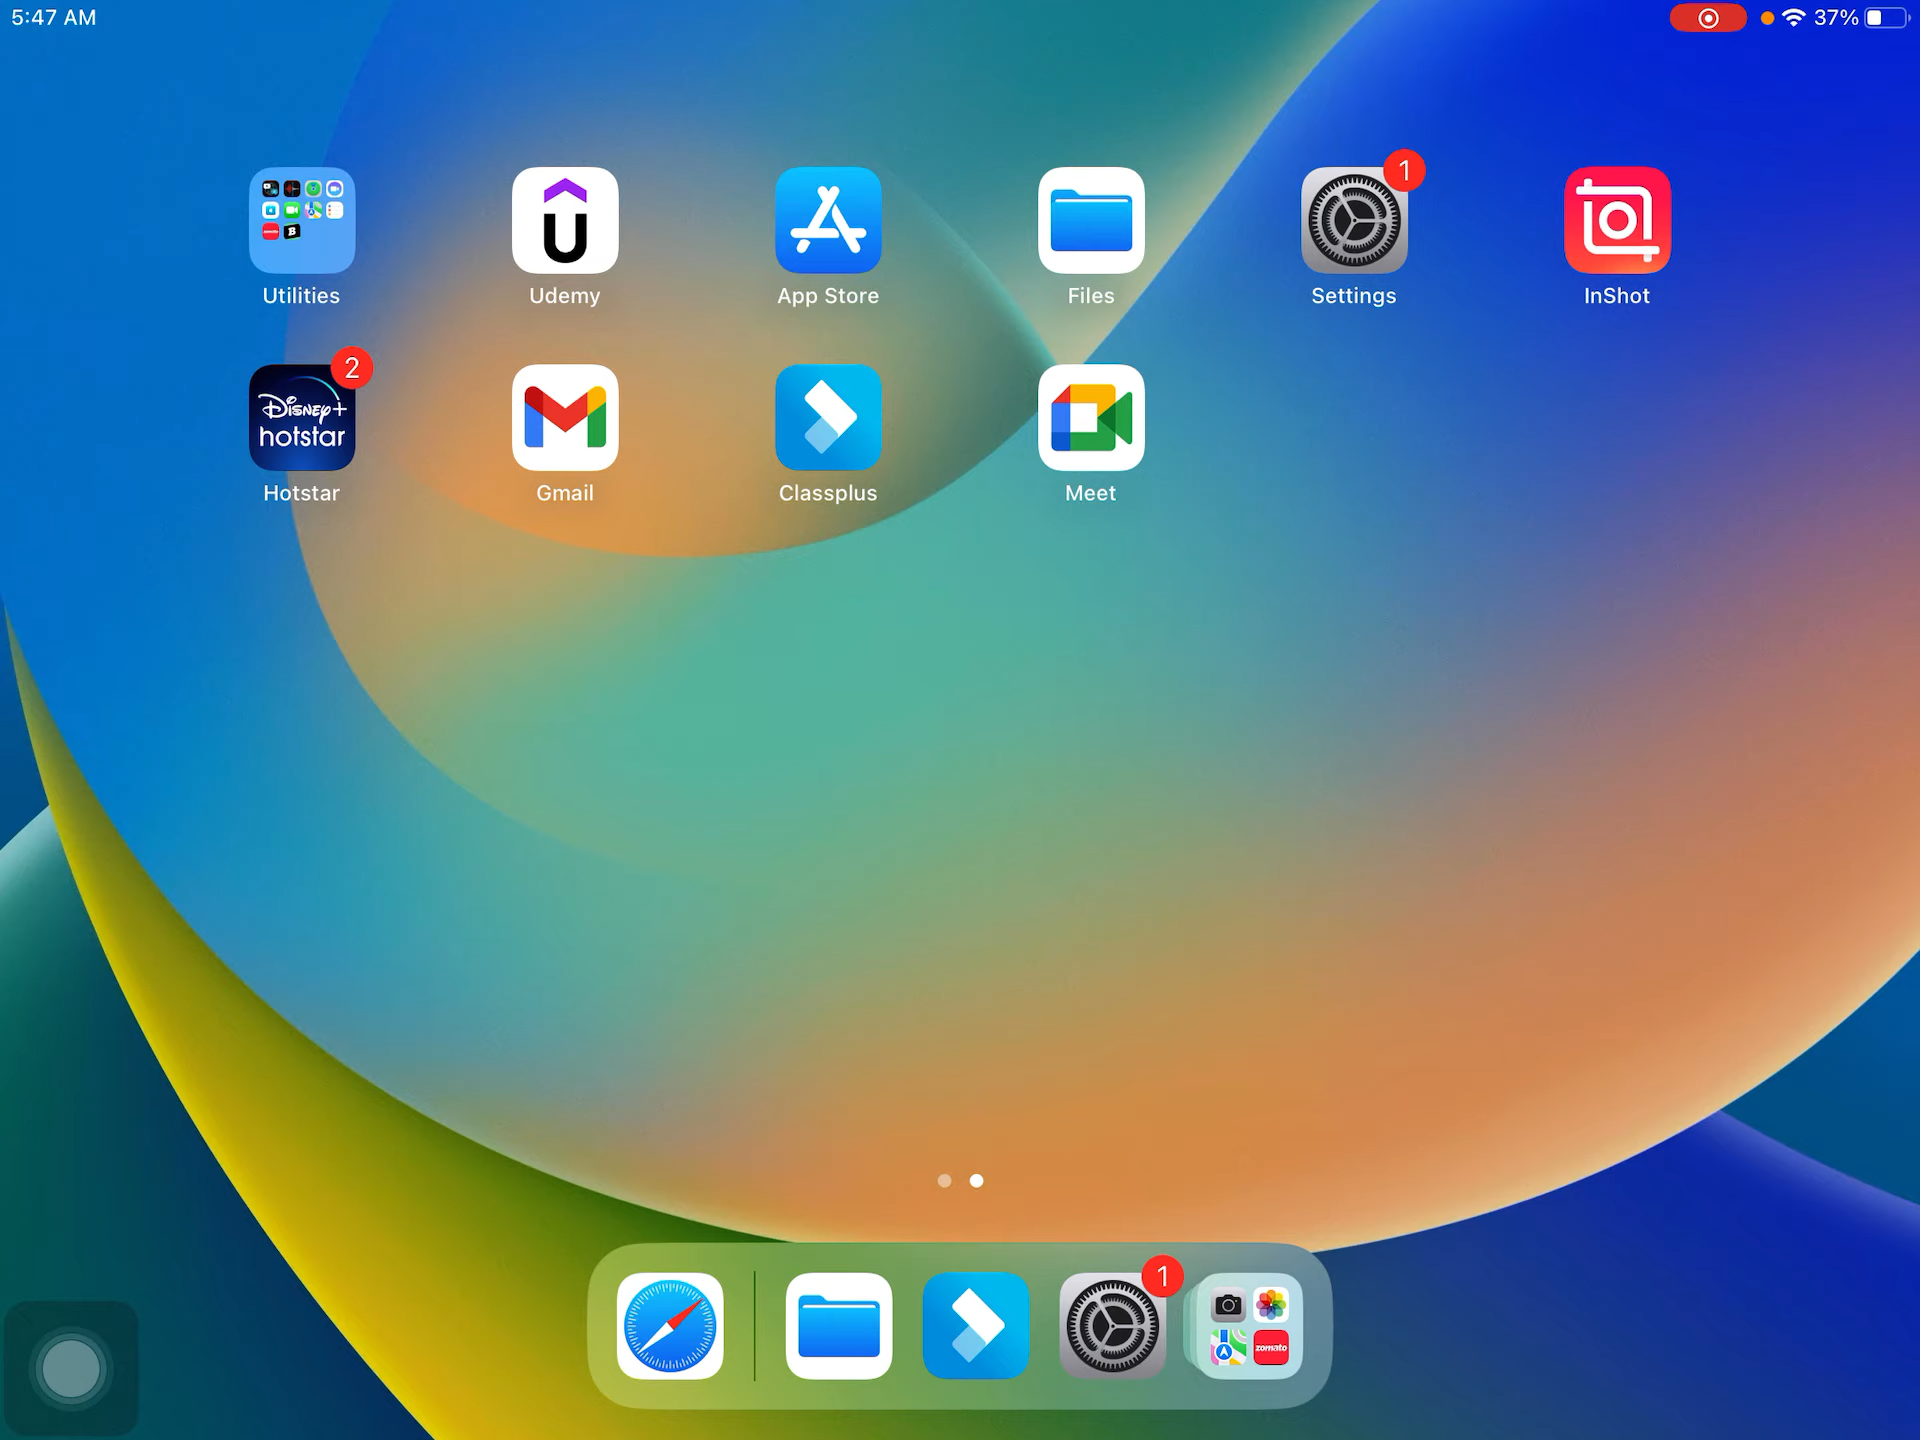 5:47 AM
37%
1
Utilities
Udemy
App Store
Files
Settings
InShot
2
Disney+
hotstar
Hotstar
Gmail
Classplus
Meet
1
zomato